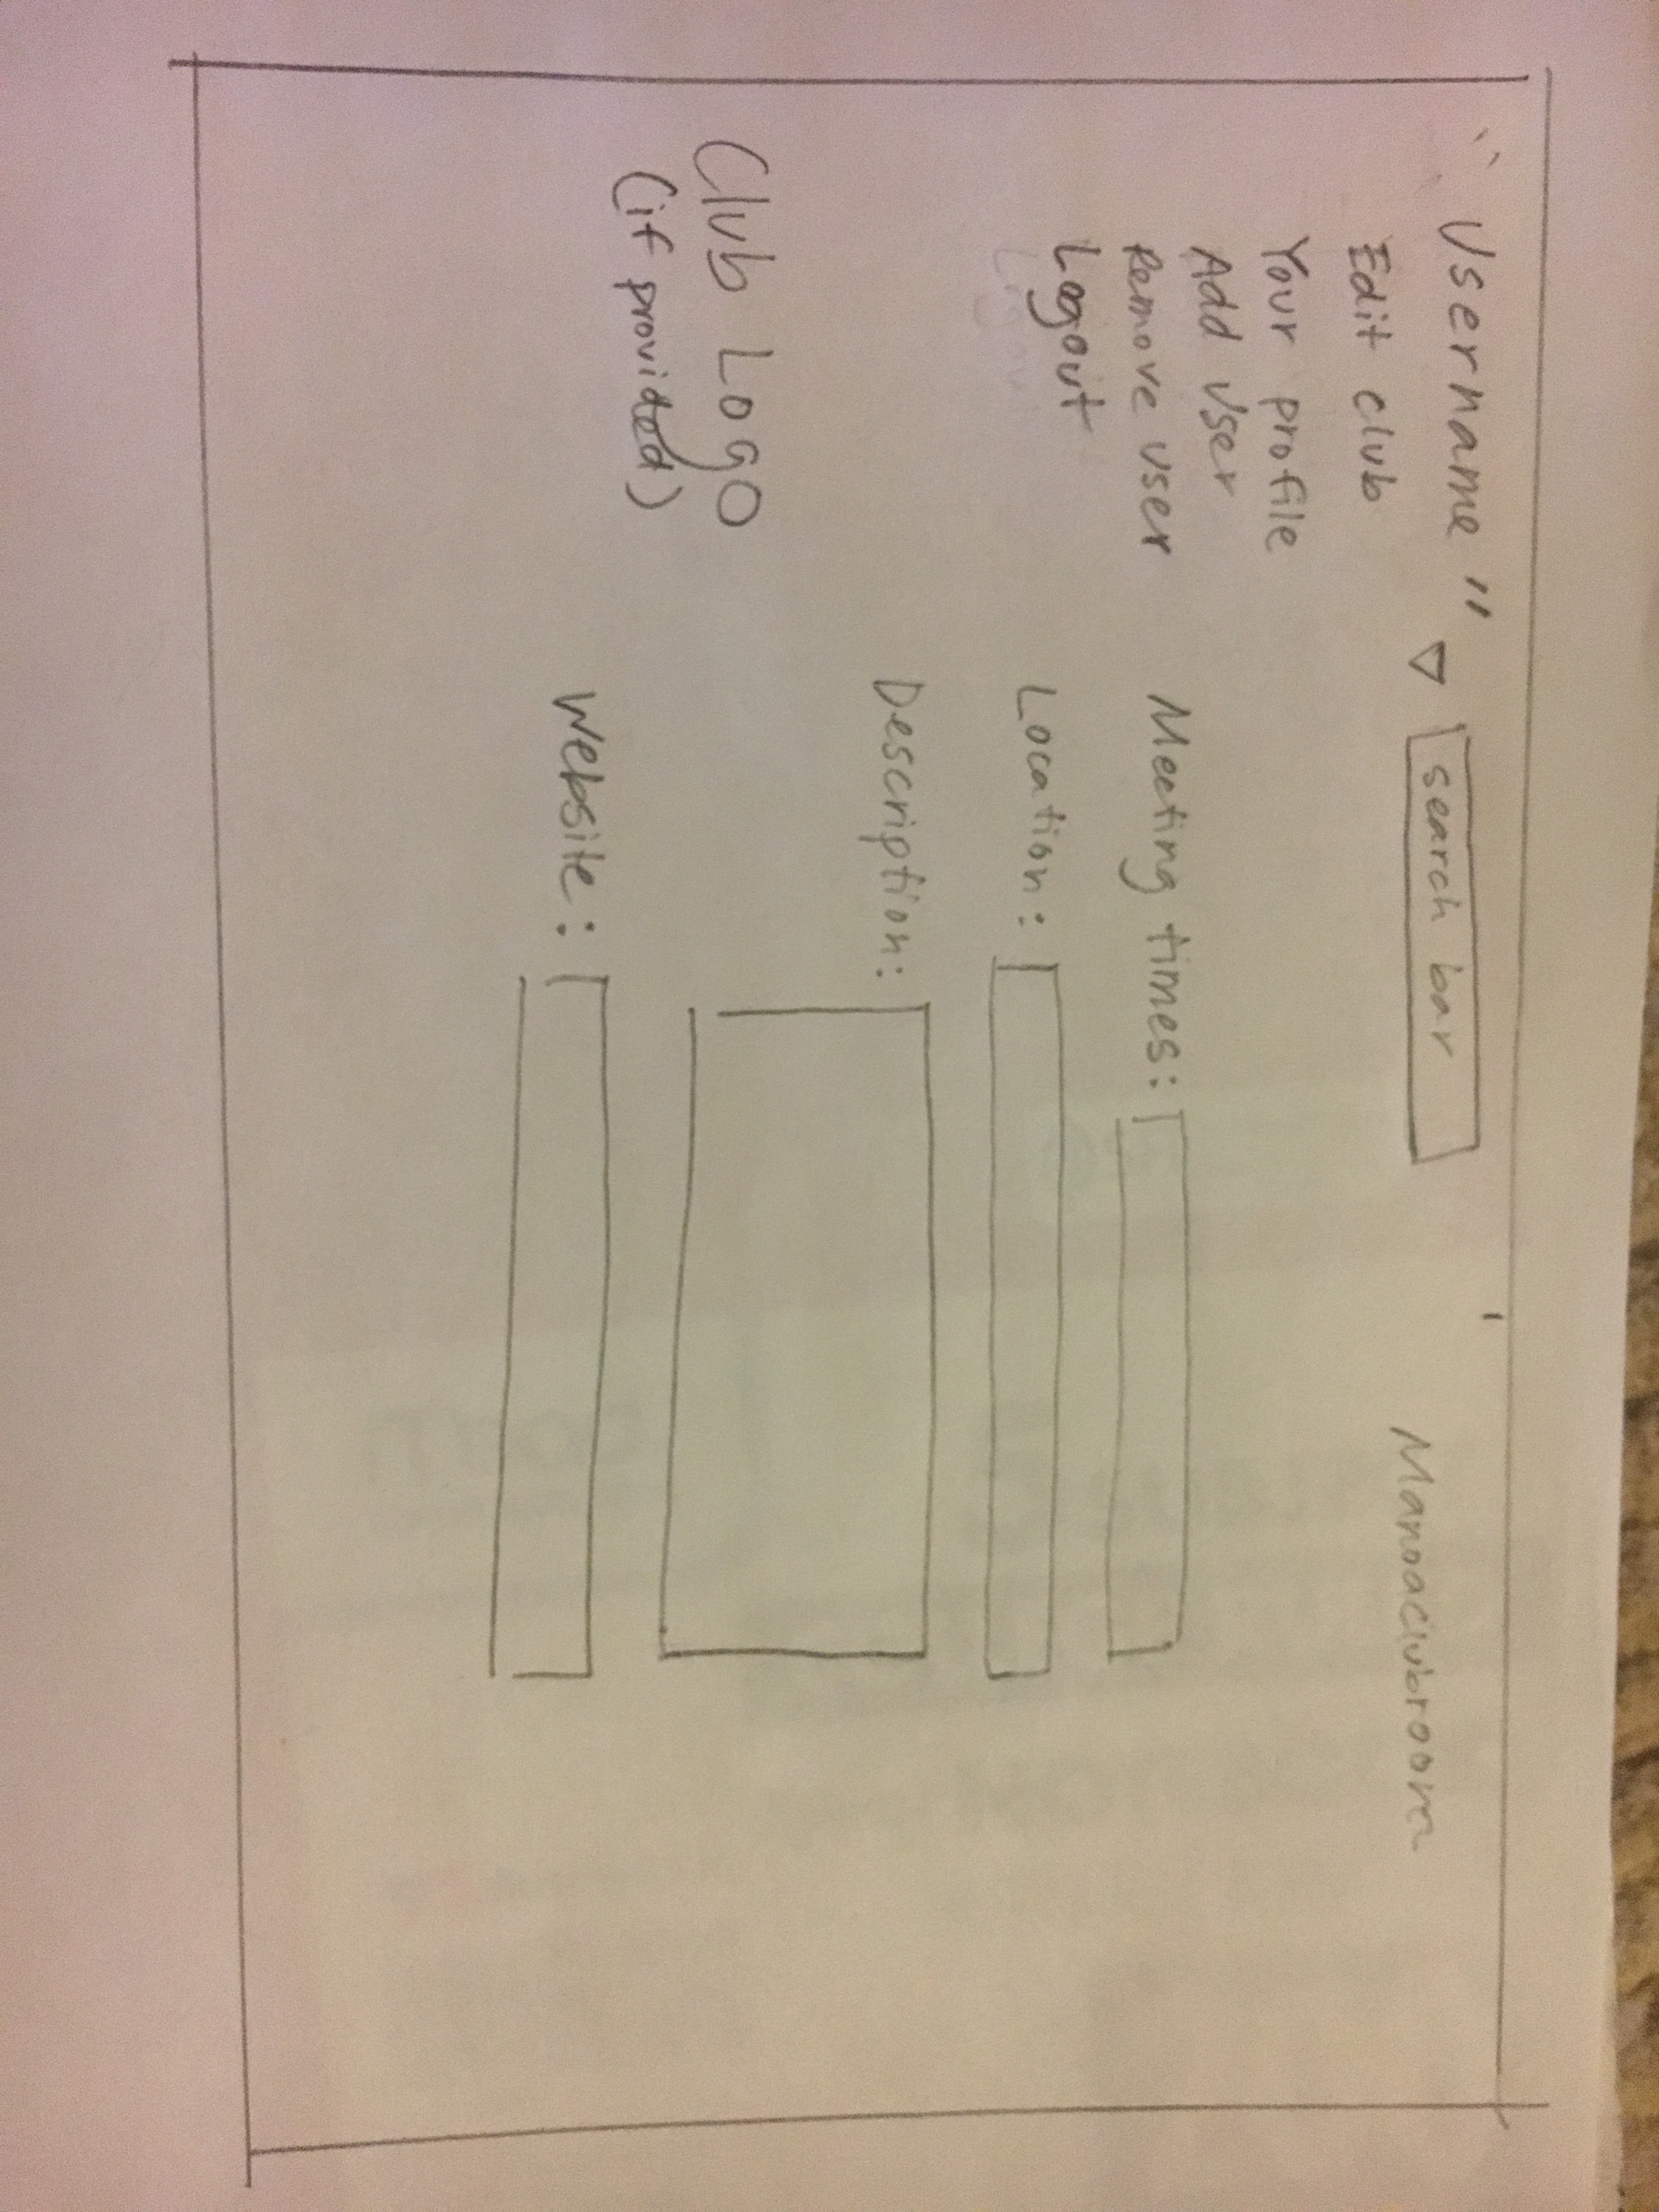 "Username" ▽ search bar Manoaclubroom
Edit club
Your profile
Add user
Remove user
Logout
Meeting times:
Location:
Description:
Club Logo
(if provided)
Website: